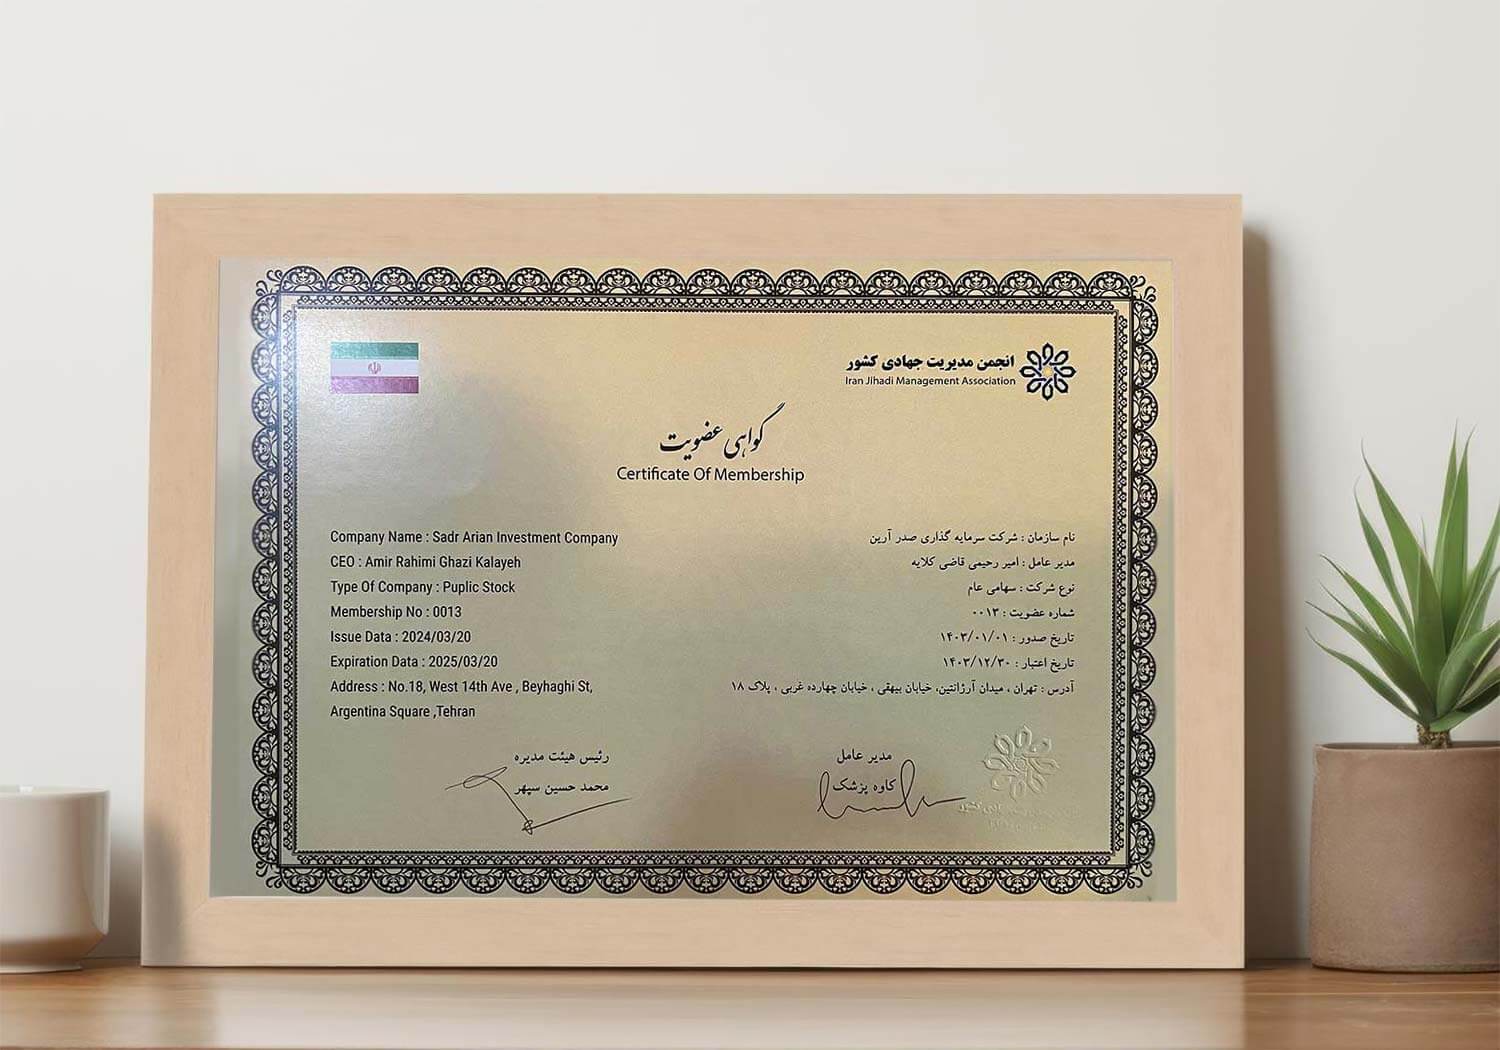 انجمن مدیریت جهادی کشور
Iran Jihadi Management Association
گواهی عضویت
Certificate Of Membership
Company Name : Sadr Arian Investment Company
CEO : Amir Rahimi Ghazi Kalayeh
Type Of Company : Puplic Stock
Membership No : 0013
Issue Data : 2024/03/20
Expiration Data : 2025/03/20
Address : No.18, West 14th Ave , Beyhaghi St,
Argentina Square ,Tehran
نام سازمان : شرکت سرمایه گذاری صدر آرین
مدیر عامل : امیر رحیمی قاضی کلایه
نوع شرکت : سهامی عام
شماره عضویت : ۰۰۱۳
تاریخ صدور : ۱۴۰۳/۰۱/۰۱
تاریخ اعتبار : ۱۴۰۳/۱۲/۳۰
آدرس : تهران ، میدان آرژانتین، خیابان بیهقی ، خیابان چهارده غربی ، پلاک ۱۸
رئیس هیئت مدیره
محمد حسین سپهر
مدیر عامل
کاوه پزشک